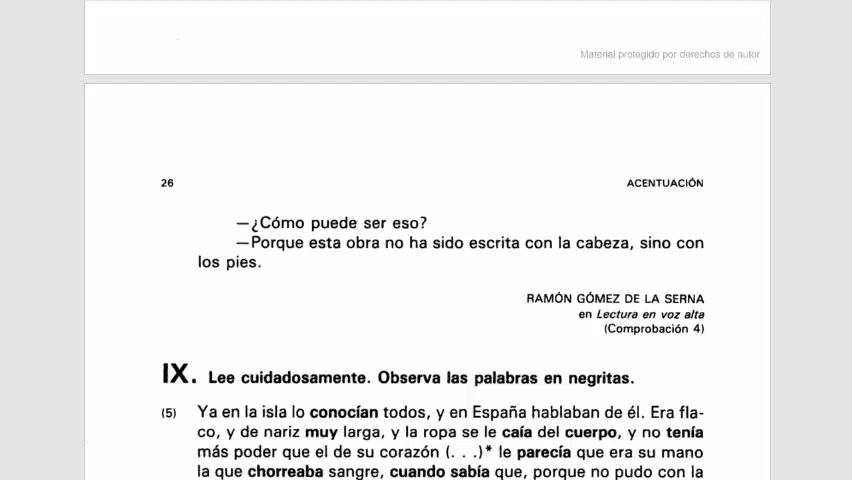 Material protegido por derechos de autor
26 ACENTUACIÓN
—¿Cómo puede ser eso?
—Porque esta obra no ha sido escrita con la cabeza, sino con
los pies.
RAMÓN GÓMEZ DE LA SERNA
en Lectura en voz alta
(Comprobación 4)
IX. Lee cuidadosamente. Observa las palabras en negritas.
(5) Ya en la isla lo conocían todos, y en España hablaban de él. Era fla-
co, y de nariz muy larga, y la ropa se le caía del cuerpo, y no tenía
más poder que el de su corazón (. . .)* le parecía que era su mano
la que chorreaba sangre, cuando sabía que, porque no pudo con la